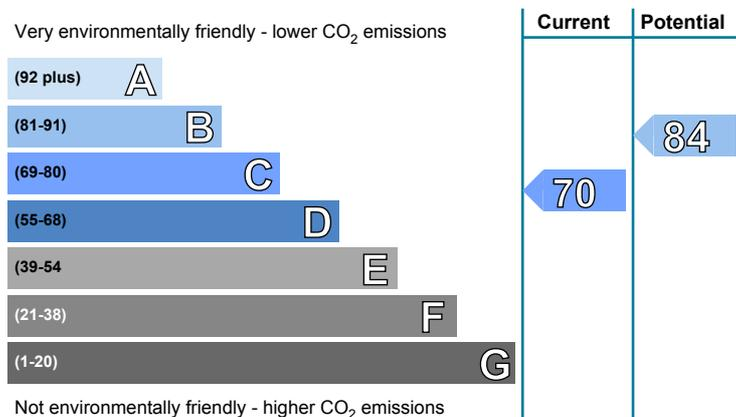 Current Potential
Very environmentally friendly - lower CO₂ emissions
(92 plus) A
(81-91) B
84
(69-80) C
70
(55-68) D
(39-54 E
(21-38) F
(1-20) G
Not environmentally friendly - higher CO₂ emissions